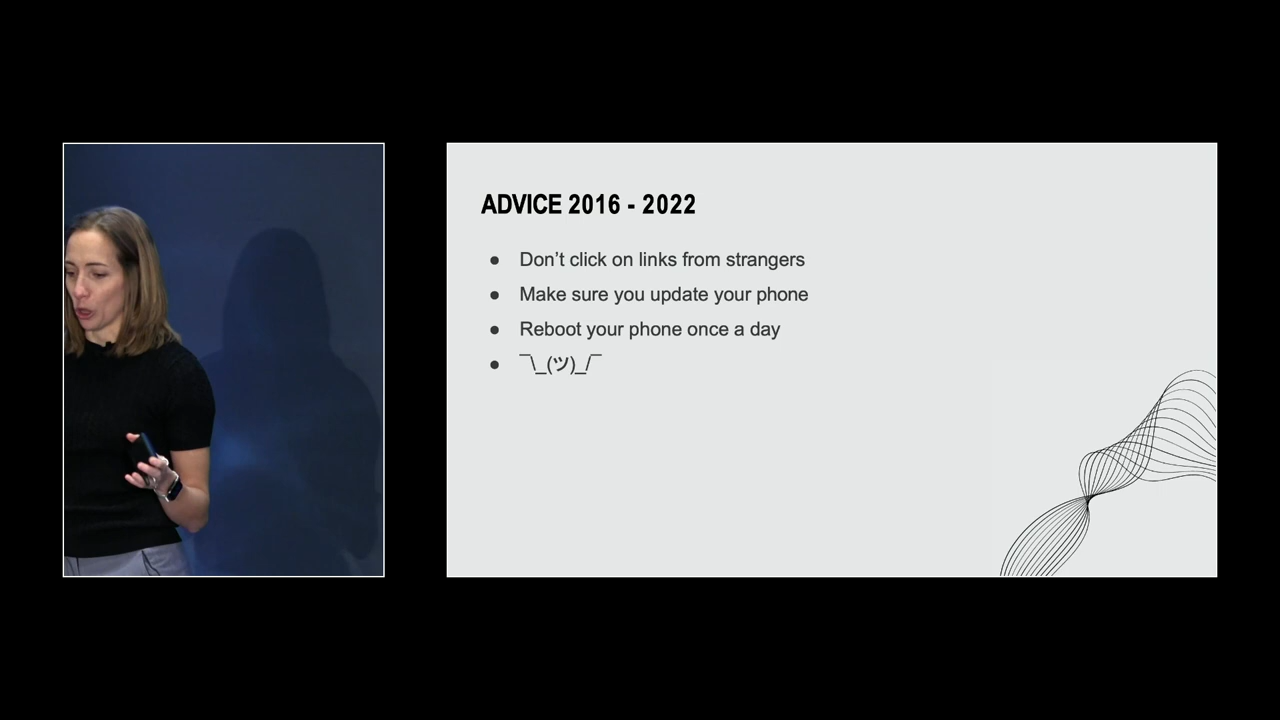 ADVICE 2016 - 2022
● Don’t click on links from strangers
● Make sure you update your phone
● Reboot your phone once a day
● ¯\_(ツ)_/¯